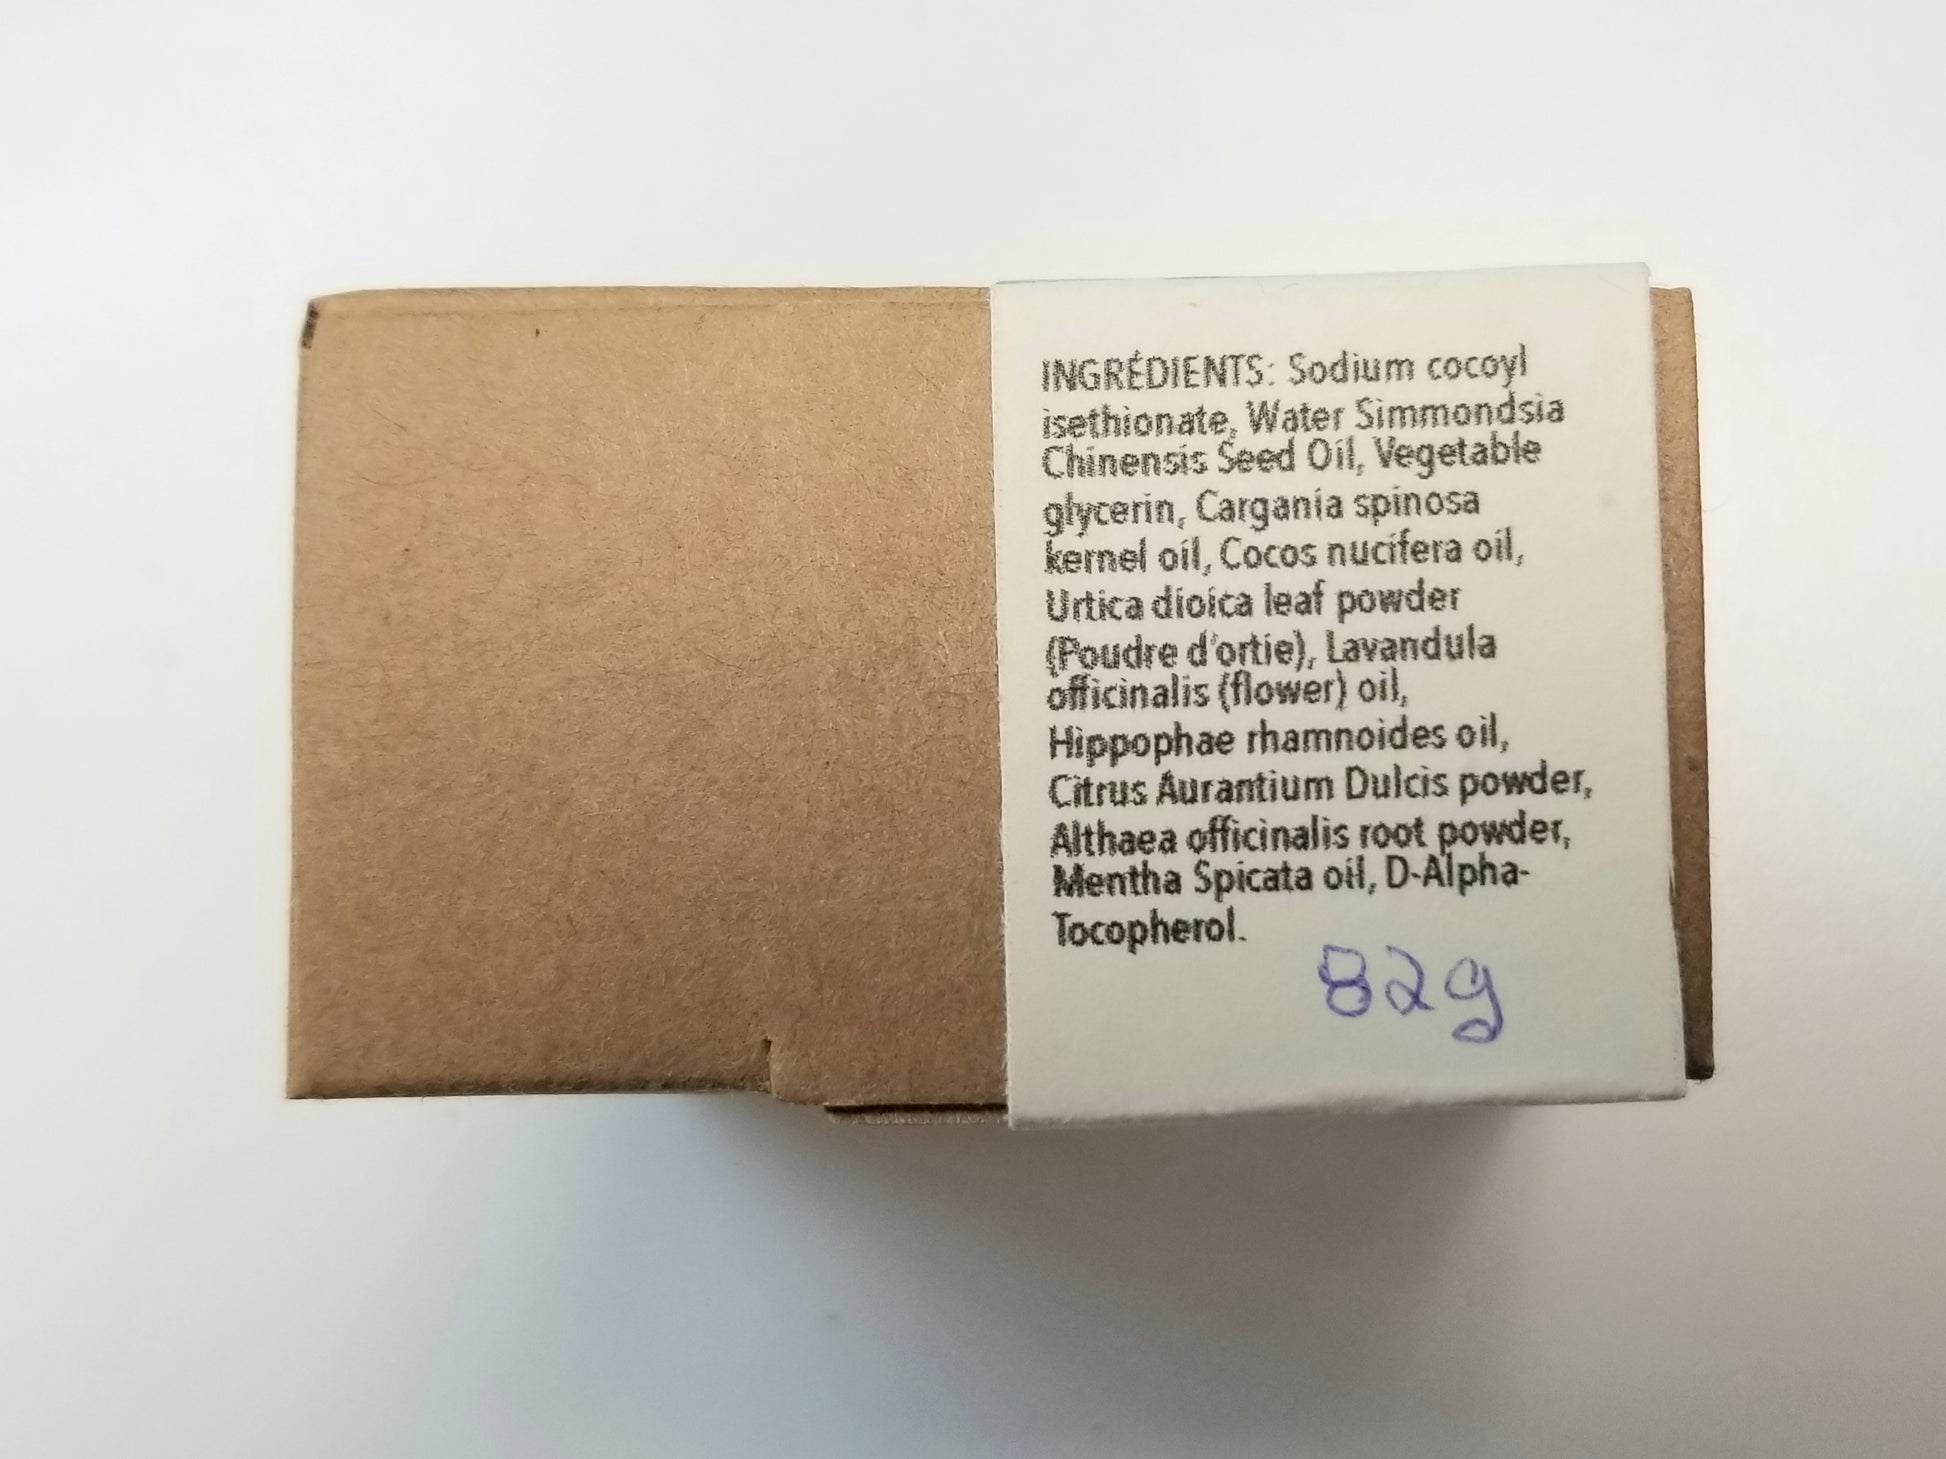 INGRÉDIENTS: Sodium cocoyl
isethionate, Water Simmondsia
Chinensis Seed Oil, Vegetable
glycerin, Cargania spinosa
kernel oil, Cocos nucifera oil,
Urtica dioica leaf powder
(Poudre d'ortie), Lavandula
officinalis (flower) oil,
Hippophae rhamnoides oil,
Citrus Aurantium Dulcis powder,
Althaea officinalis root powder,
Mentha Spicata oil, D-Alpha-
Tocopherol.
82g